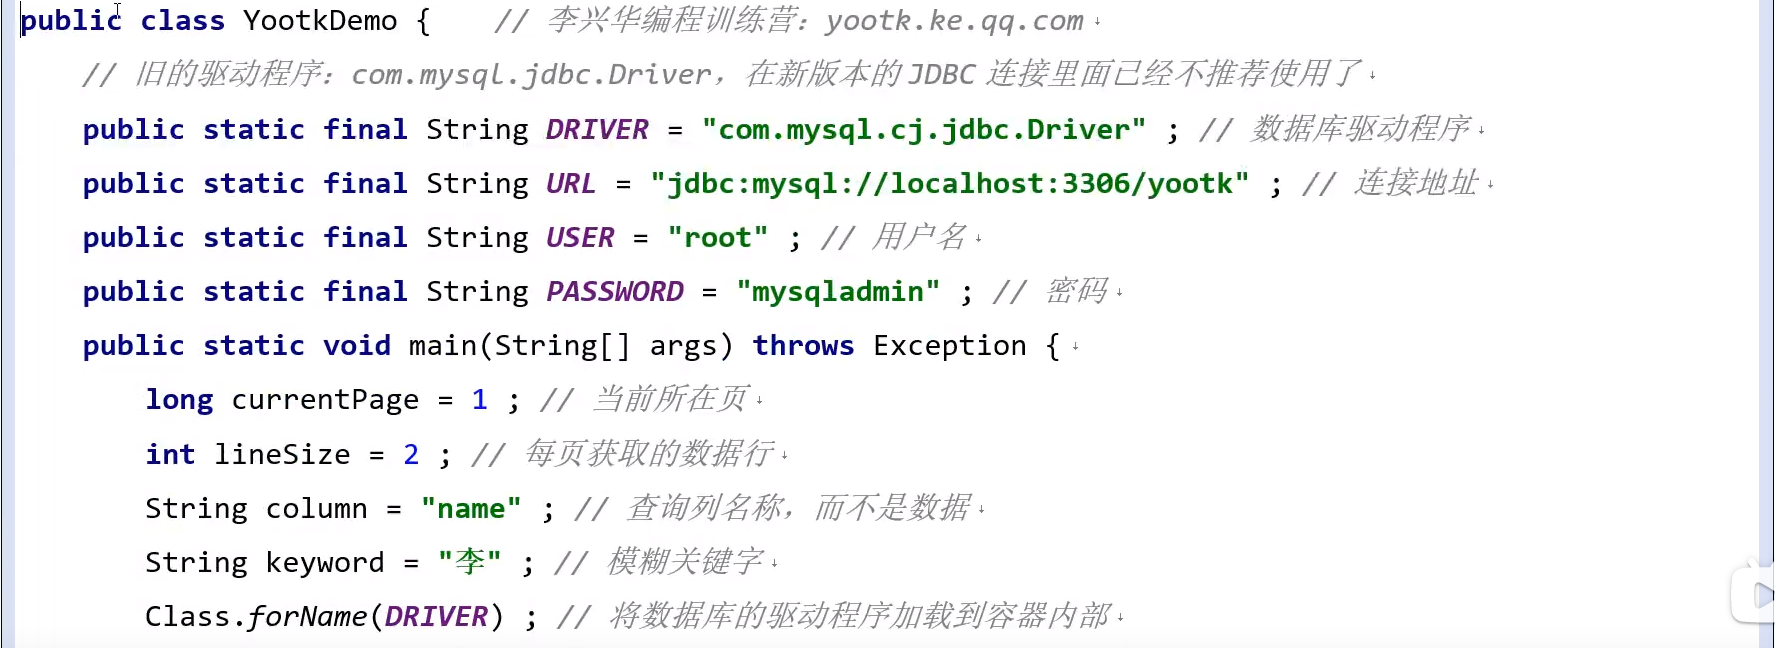 public class YootkDemo {    // 李兴华编程训练营：yootk.ke.qq.com
// 旧的驱动程序：com.mysql.jdbc.Driver，在新版本的JDBC连接里面已经不推荐使用了
public static final String DRIVER = "com.mysql.cj.jdbc.Driver" ; // 数据库驱动程序
public static final String URL = "jdbc:mysql://localhost:3306/yootk" ; // 连接地址
public static final String USER = "root" ; // 用户名
public static final String PASSWORD = "mysqladmin" ; // 密码
public static void main(String[] args) throws Exception {
long currentPage = 1 ; // 当前所在页
int lineSize = 2 ; // 每页获取的数据行
String column = "name" ; // 查询列名称，而不是数据
String keyword = "李" ; // 模糊关键字
Class.forName(DRIVER) ; // 将数据库的驱动程序加载到容器内部